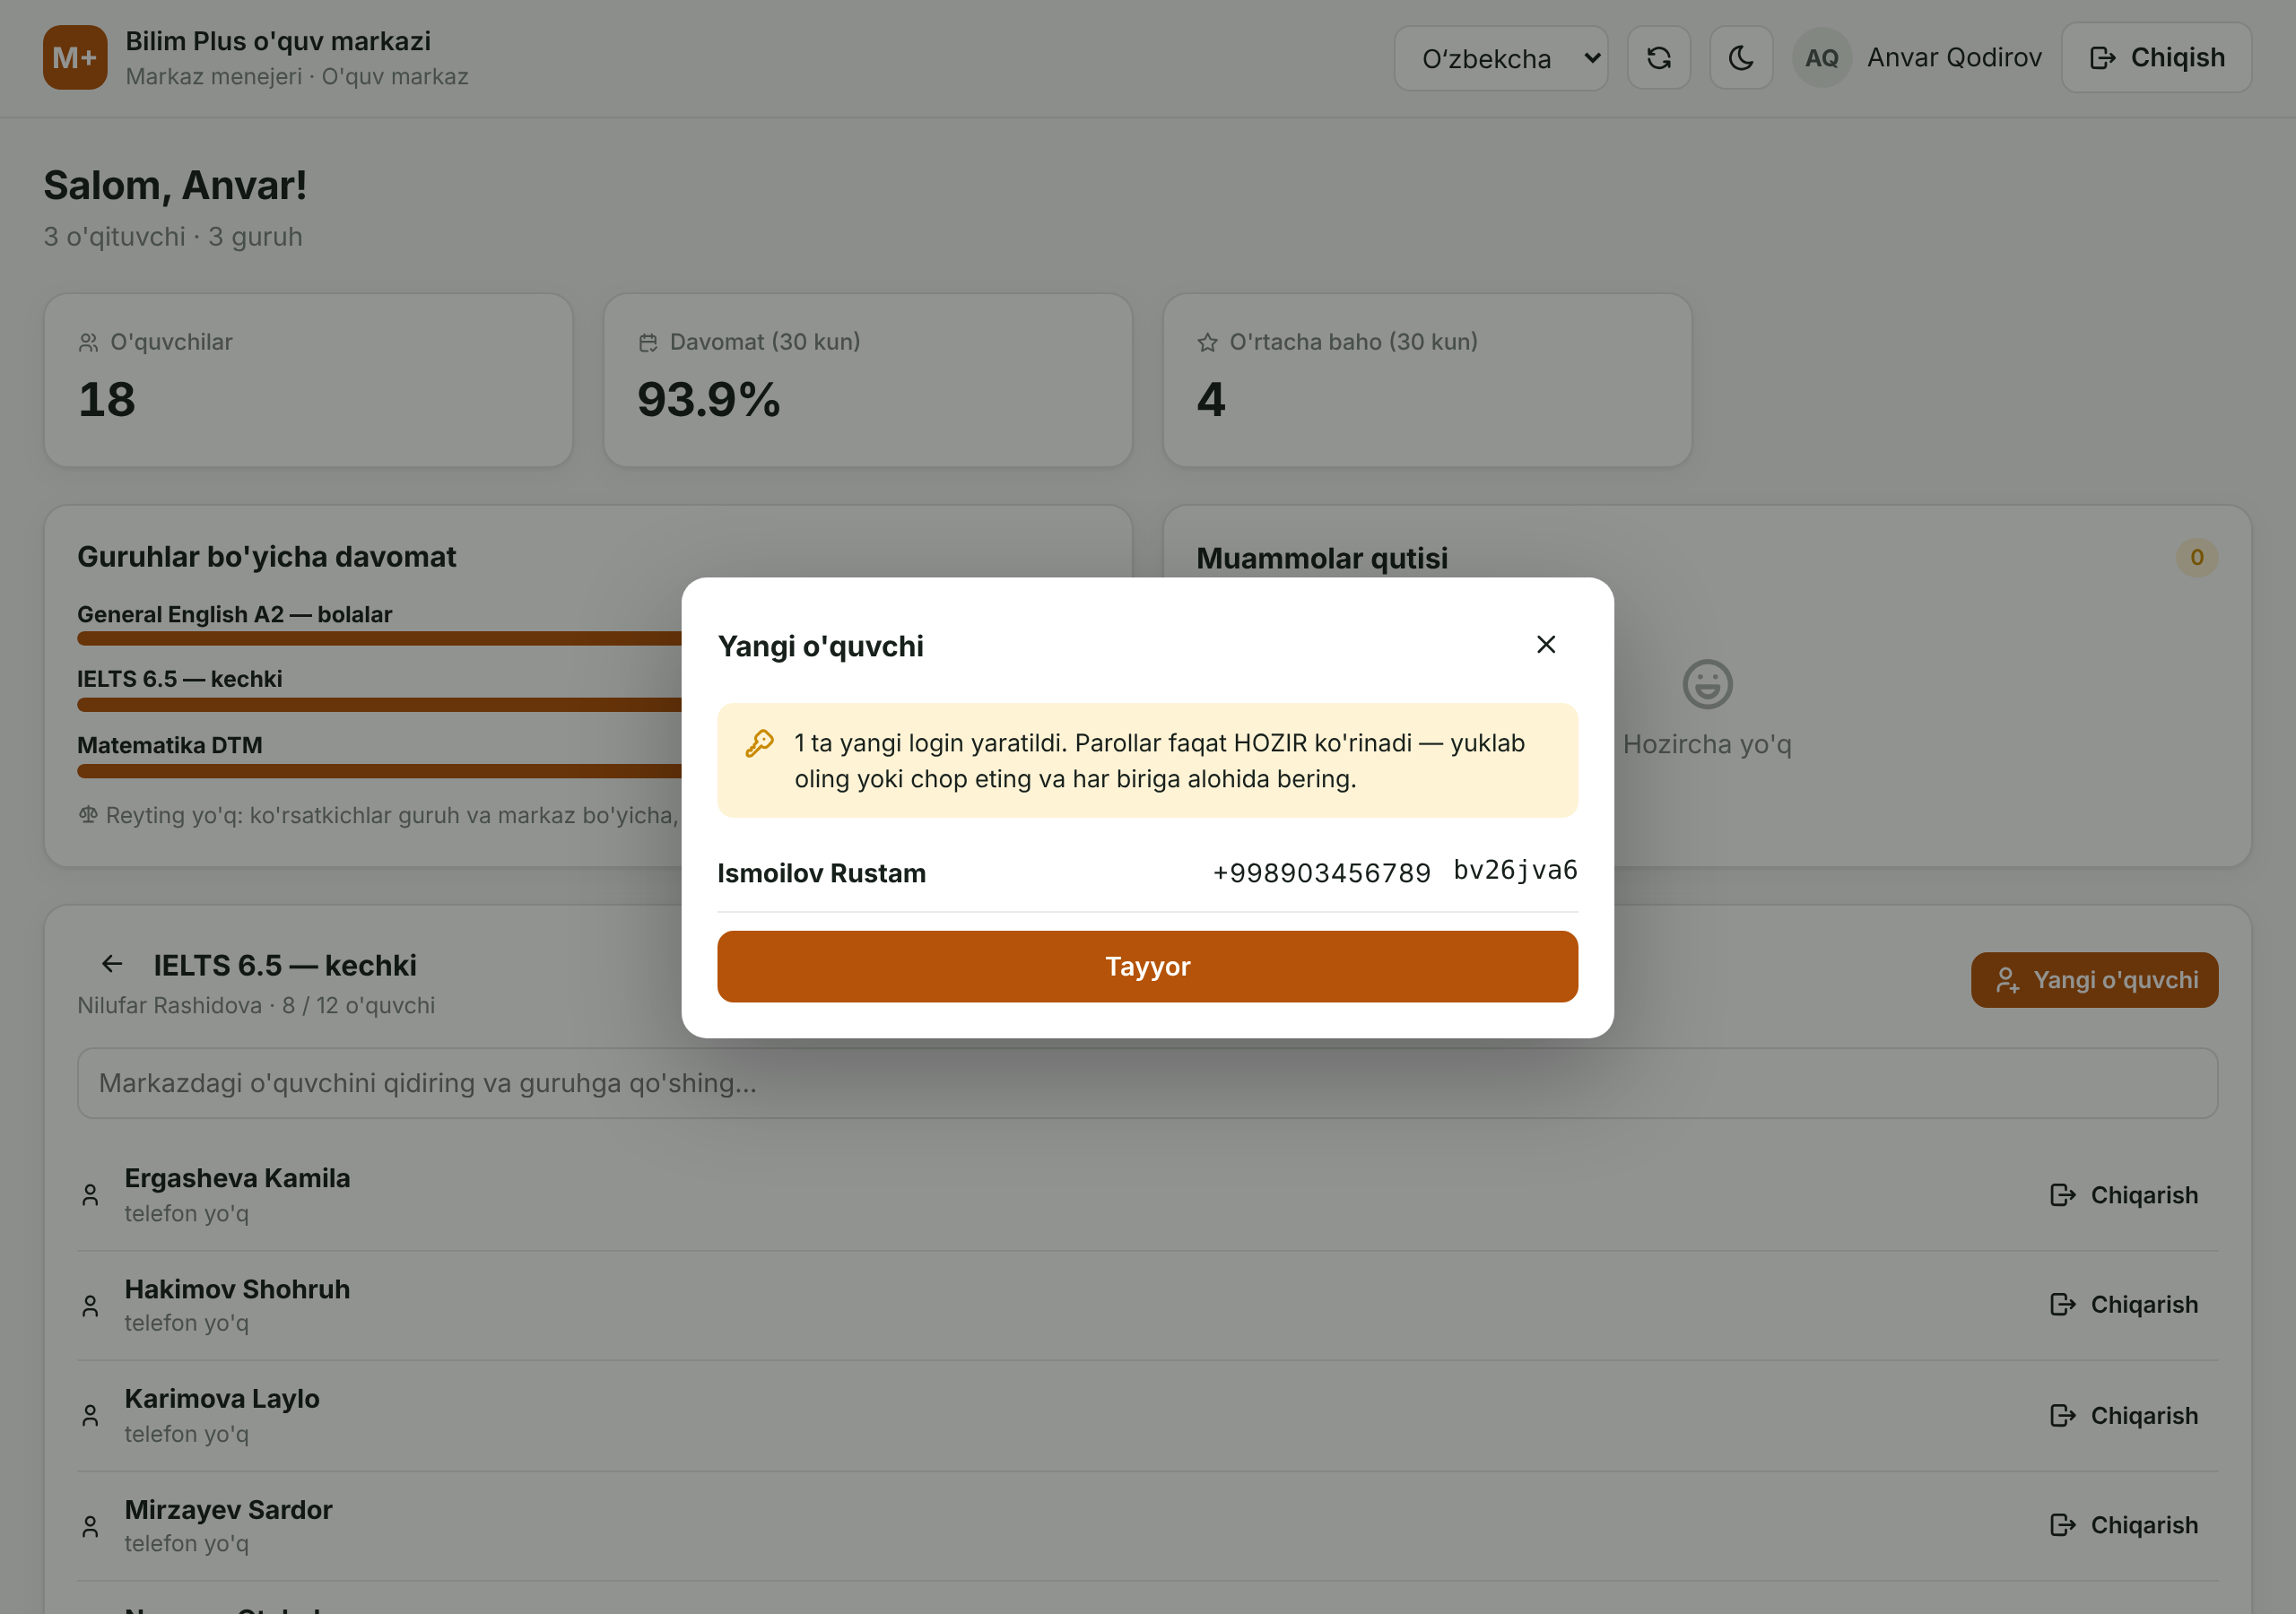 M+
Bilim Plus o'quv markazi
Markaz menejeri · O'quv markaz
Oʻzbekcha
AQ
Anvar Qodirov
Chiqish
Salom, Anvar!
3 o'qituvchi · 3 guruh
O'quvchilar
18
Davomat (30 kun)
93.9%
O'rtacha baho (30 kun)
4
Guruhlar bo'yicha davomat
General English A2 — bolalar
IELTS 6.5 — kechki
Matematika DTM
Reyting yo'q: ko'rsatkichlar guruh va markaz bo'yicha,
Muammolar qutisi
0
Hozircha yo'q
Yangi o'quvchi
1 ta yangi login yaratildi. Parollar faqat HOZIR ko'rinadi — yuklab
oling yoki chop eting va har biriga alohida bering.
Ismoilov Rustam +998903456789 bv26jva6
Tayyor
IELTS 6.5 — kechki
Nilufar Rashidova · 8 / 12 o'quvchi
Yangi o'quvchi
Markazdagi o'quvchini qidiring va guruhga qo'shing...
Ergasheva Kamila
telefon yo'q
Chiqarish
Hakimov Shohruh
telefon yo'q
Chiqarish
Karimova Laylo
telefon yo'q
Chiqarish
Mirzayev Sardor
telefon yo'q
Chiqarish